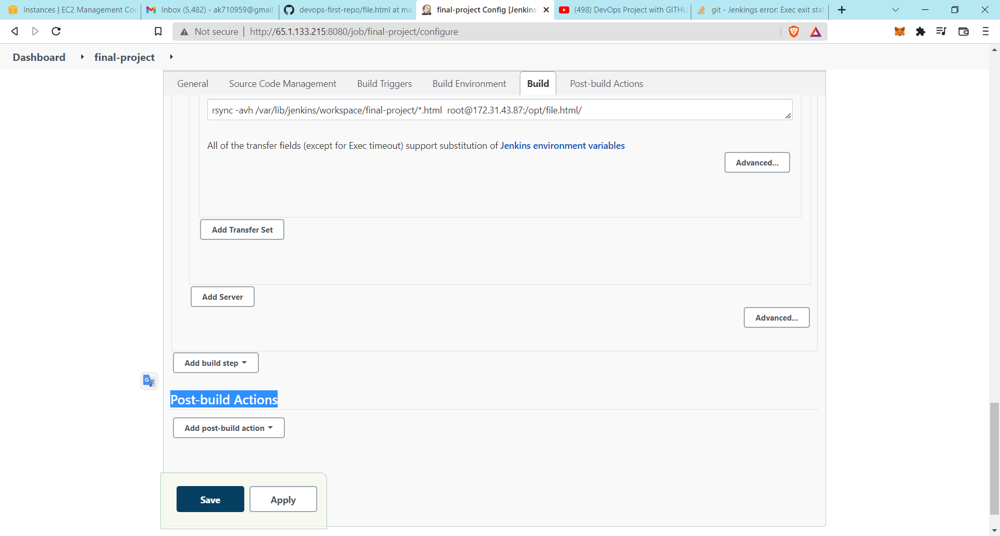 Instances | EC2 Management Con
Inbox (5,482) - ak710959@gmail.
devops-first-repo/file.html at ma
final-project Config [Jenkins
(498) DevOps Project with GITHU
git - Jenkings error: Exec exit stat
Not secure | http://65.1.133.215:8080/job/final-project/configure
Dashboard final-project
General Source Code Management Build Triggers Build Environment Build Post-build Actions
rsync -avh /var/lib/jenkins/workspace/final-project/*.html root@172.31.43.87:/opt/file.html/
All of the transfer fields (except for Exec timeout) support substitution of Jenkins environment variables
Advanced...
Add Transfer Set
Add Server
Advanced...
Add build step
Post-build Actions
Add post-build action
Save Apply